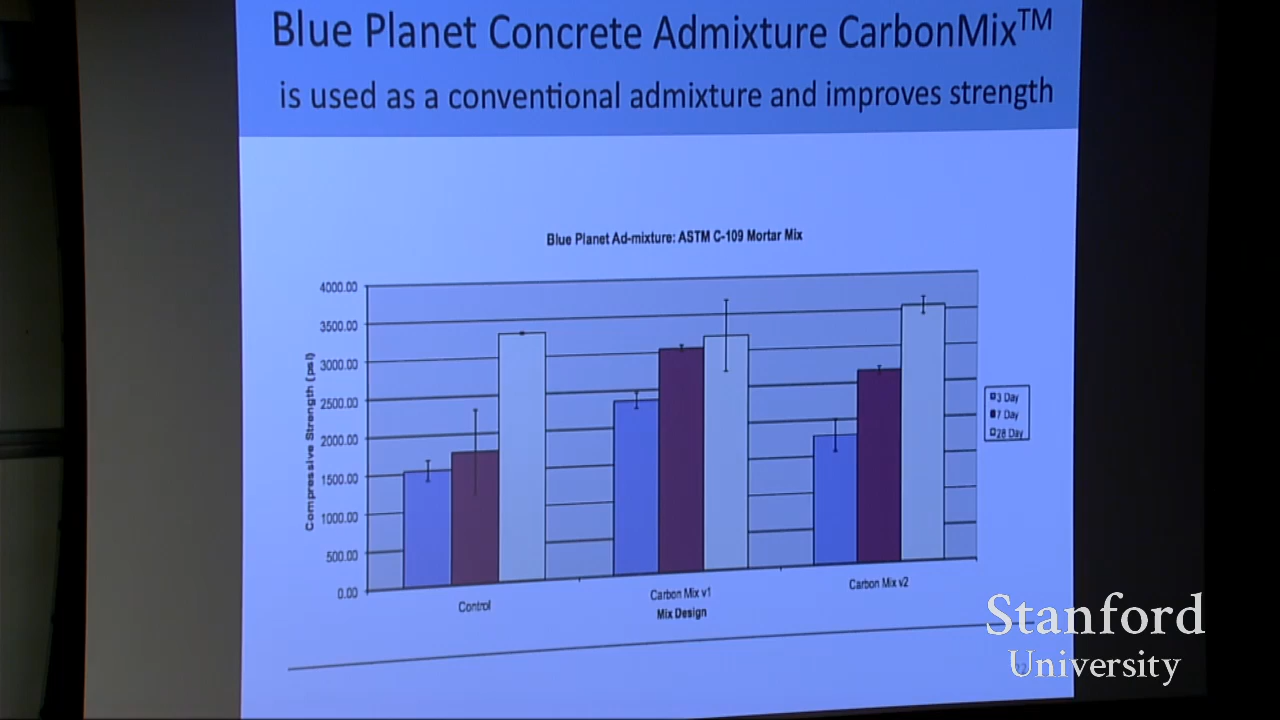 Blue Planet Concrete Admixture CarbonMix™
is used as a conventional admixture and improves strength
Blue Planet Ad-mixture: ASTM C-109 Mortar Mix
Compressive Strength (psi)
4000.00
3500.00
3000.00
2500.00
2000.00
1500.00
1000.00
500.00
0.00
Control
Carbon Mix v1
Carbon Mix v2
Mix Design
3 Day
7 Day
28 Day
Stanford
University